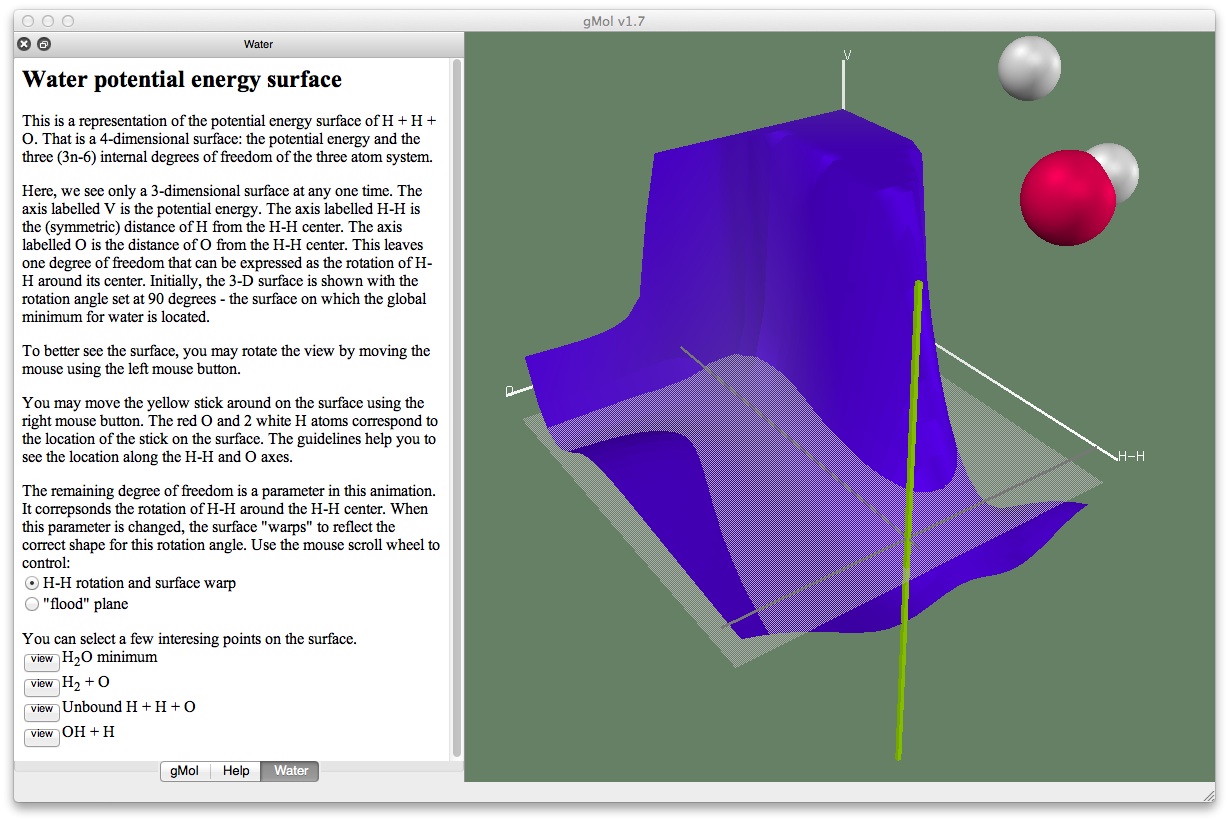 gMol v1.7
Water
Water potential energy surface
This is a representation of the potential energy surface of H + H +
O. That is a 4-dimensional surface: the potential energy and the
three (3n-6) internal degrees of freedom of the three atom system.
Here, we see only a 3-dimensional surface at any one time. The
axis labelled V is the potential energy. The axis labelled H-H is
the (symmetric) distance of H from the H-H center. The axis
labelled O is the distance of O from the H-H center. This leaves
one degree of freedom that can be expressed as the rotation of H-
H around its center. Initially, the 3-D surface is shown with the
rotation angle set at 90 degrees - the surface on which the global
minimum for water is located.
To better see the surface, you may rotate the view by moving the
mouse using the left mouse button.
You may move the yellow stick around on the surface using the
right mouse button. The red O and 2 white H atoms correspond to
the location of the stick on the surface. The guidelines help you to
see the location along the H-H and O axes.
The remaining degree of freedom is a parameter in this animation.
It correpsonds the rotation of H-H around the H-H center. When
this parameter is changed, the surface "warps" to reflect the
correct shape for this rotation angle. Use the mouse scroll wheel to
control:
H-H rotation and surface warp
"flood" plane
You can select a few interesing points on the surface.
view H2O minimum
view H2 + O
view Unbound H + H + O
view OH + H
gMol Help Water
V
O
H-H